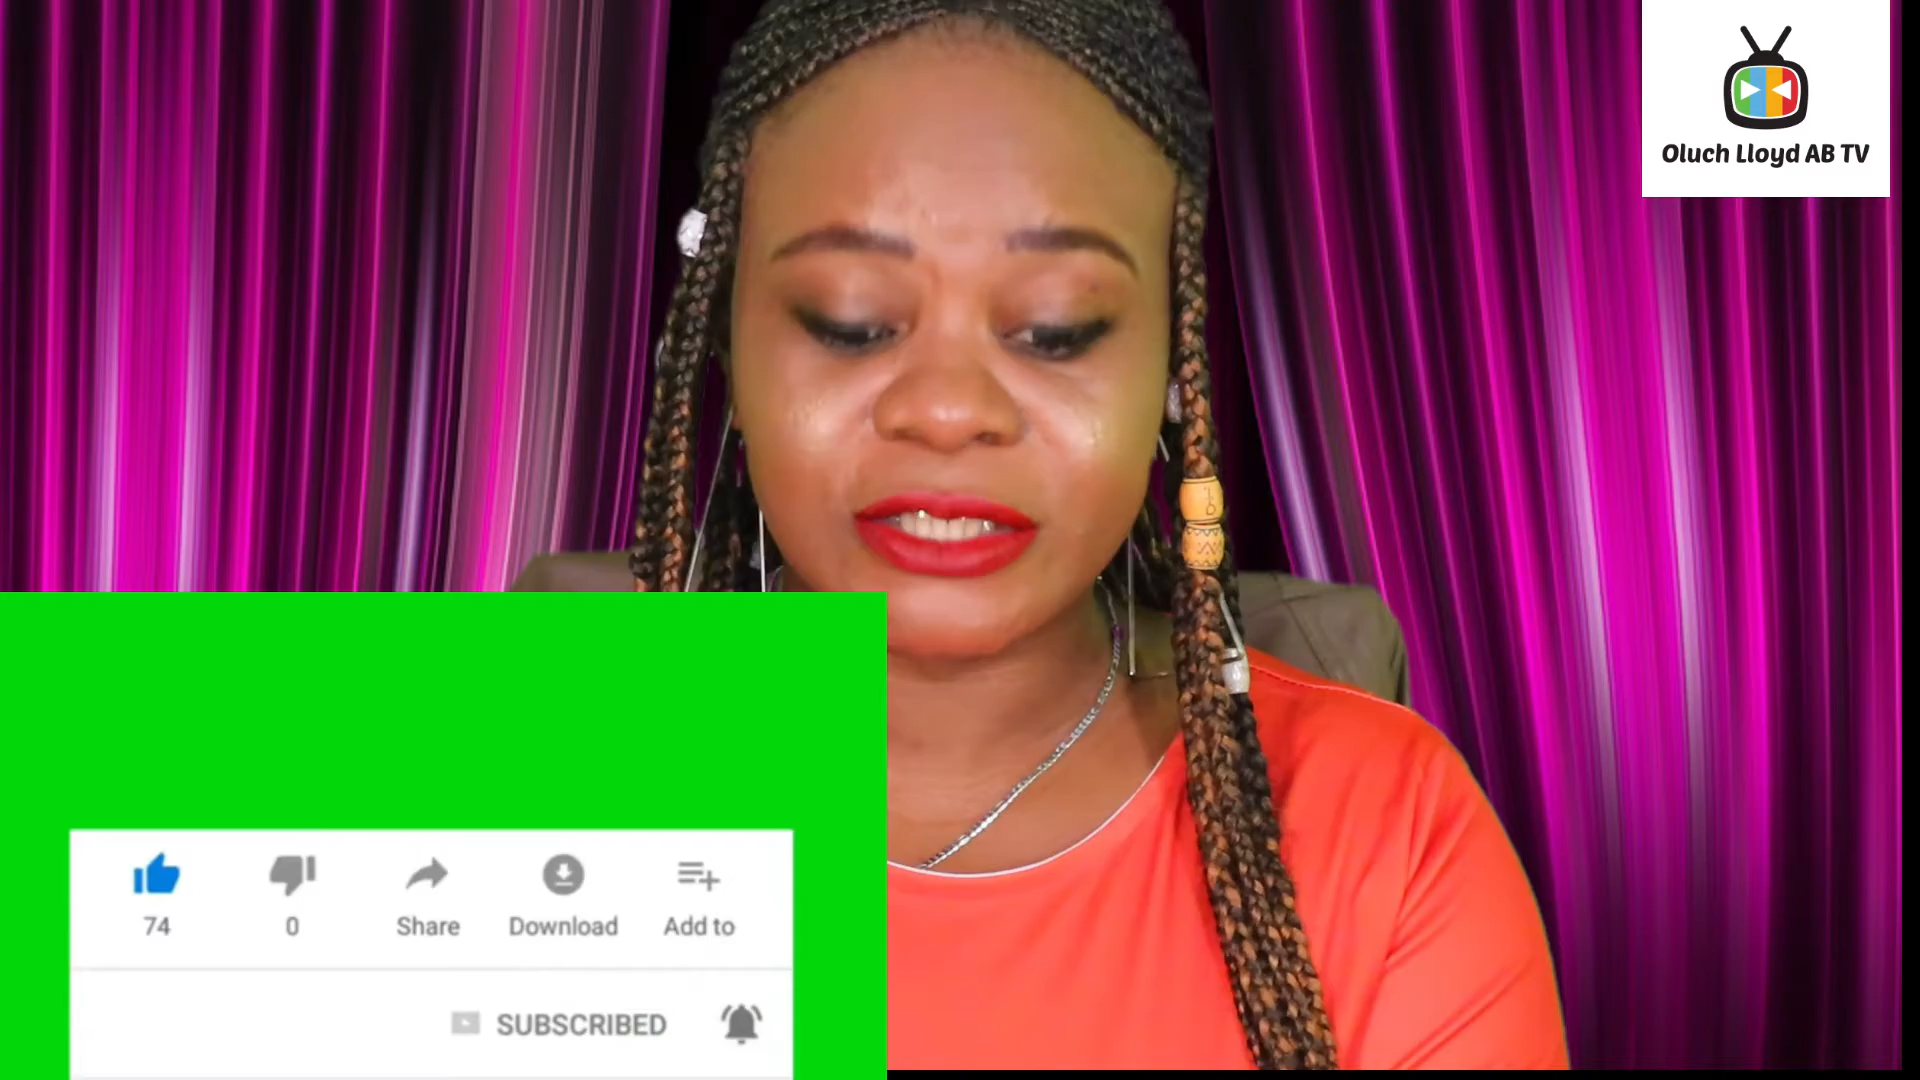 Oluch Lloyd AB TV
74
0
Share
Download
Add to
SUBSCRIBED